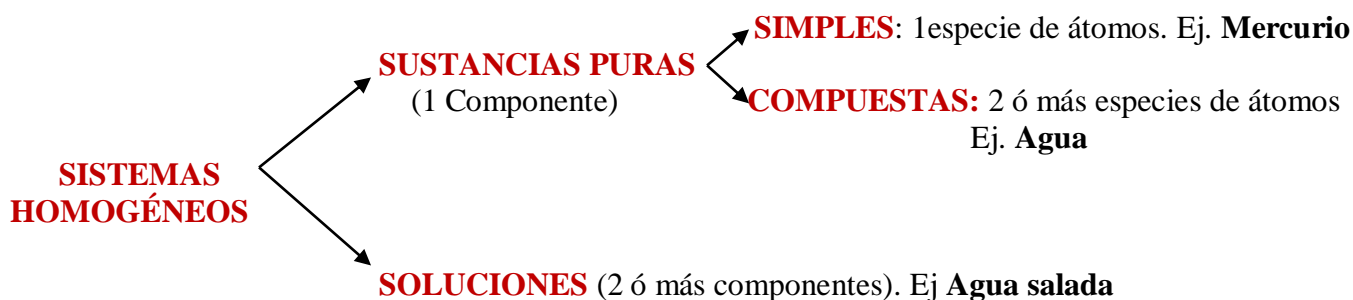 SIMPLES: 1especie de átomos. Ej. Mercurio
SUSTANCIAS PURAS
(1 Componente)
COMPUESTAS: 2 ó más especies de átomos
Ej. Agua
SISTEMAS
HOMOGÉNEOS
SOLUCIONES (2 ó más componentes). Ej Agua salada